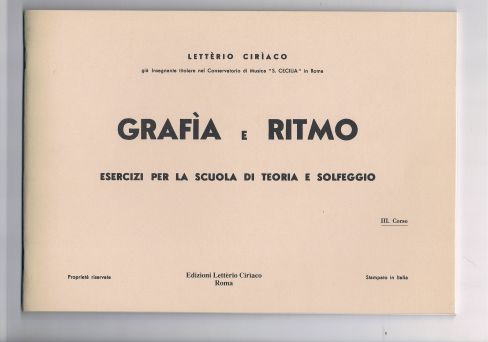 LETTÈRIO CIRÌACO
già insegnante titolare nel Conservatorio di Musica "S. CECILIA" in Roma
GRAFÌA E RITMO
ESERCIZI PER LA SCUOLA DI TEORIA E SOLFEGGIO
III. Corso
Proprietà riservata
Edizioni Lettèrio Ciriaco
Roma
Stampato in Italia